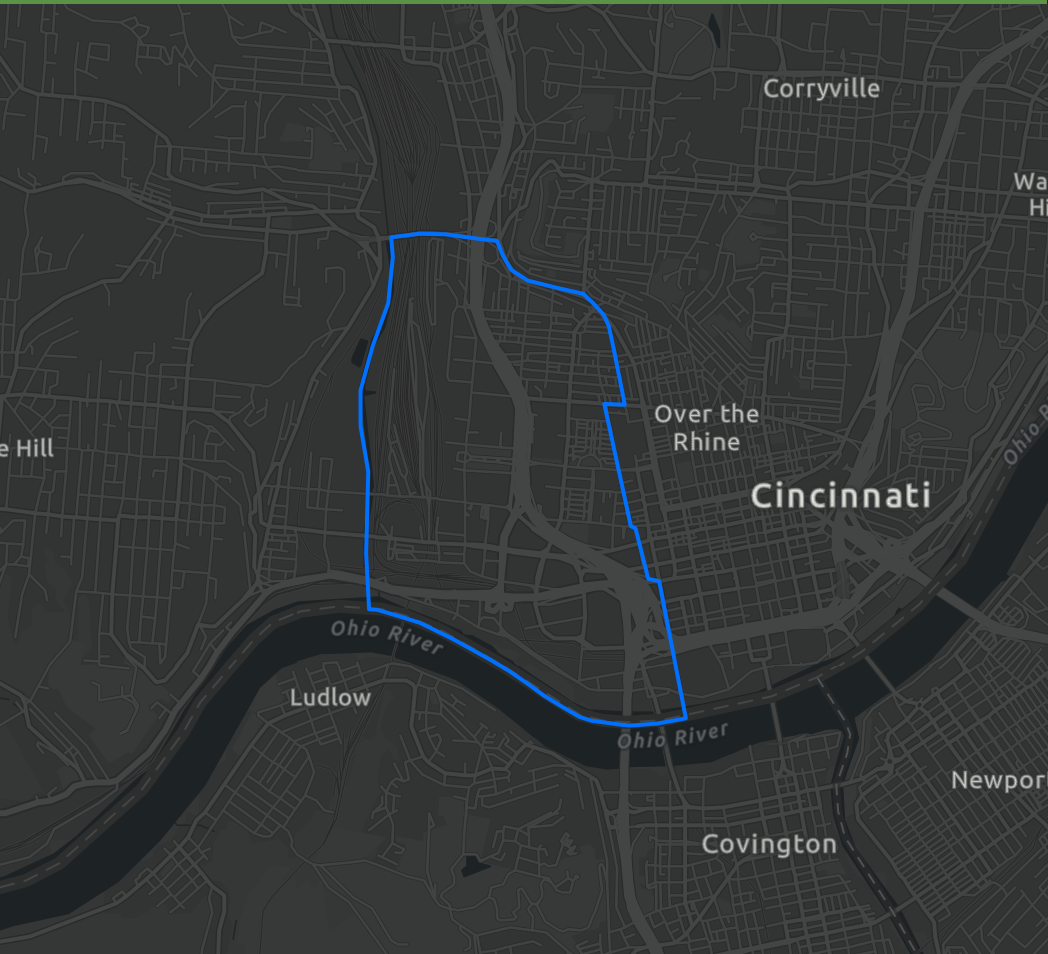 Corryville
Wa
Hi
Over the
Rhine
Ohio R
e Hill
Cincinnati
Ohio River
Ludlow
Ohio River
Newport
Covington